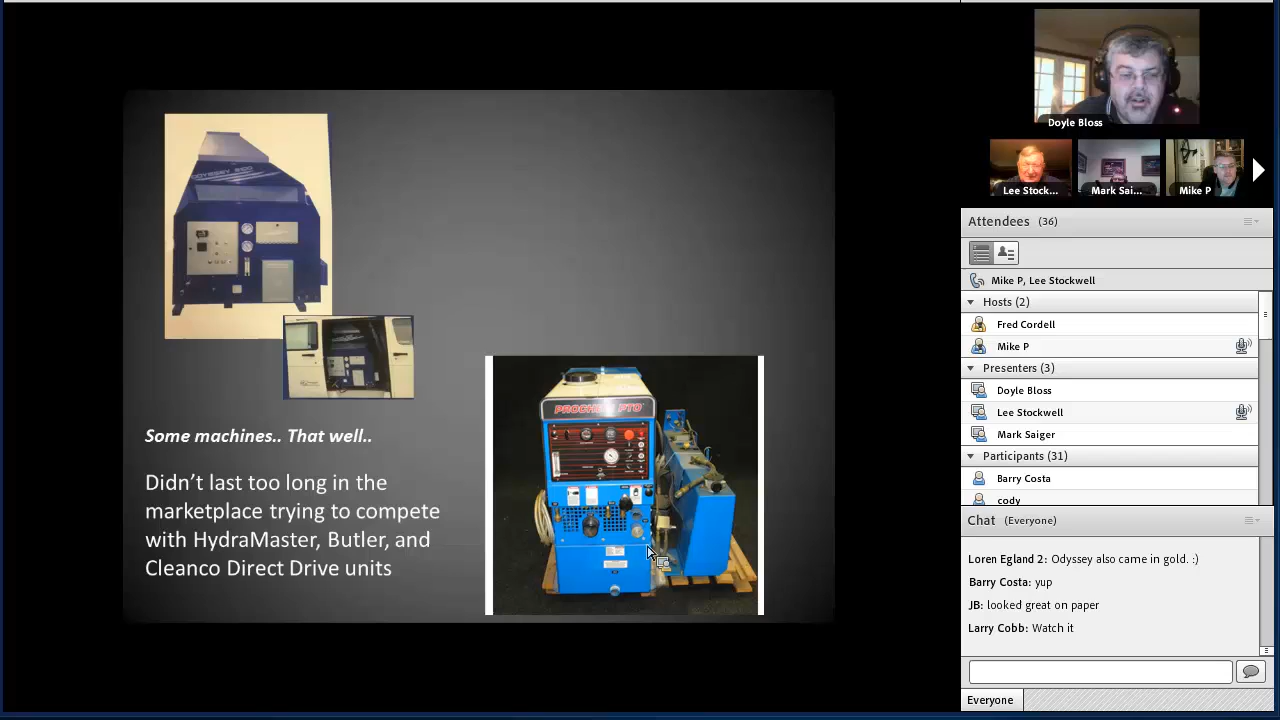 ODYSSEY
Some machines.. That well..
Didn’t last too long in the
marketplace trying to compete
with HydraMaster, Butler, and
Cleanco Direct Drive units
PROCHEM PTO
Doyle Bloss
Lee Stock...
Mark Sai...
Mike P
Attendees (36)
Mike P, Lee Stockwell
Hosts (2)
Fred Cordell
Mike P
Presenters (3)
Doyle Bloss
Lee Stockwell
Mark Saiger
Participants (31)
Barry Costa
cody
Chat (Everyone)
Loren Egland 2: Odyssey also came in gold. :)
Barry Costa: yup
JB: looked great on paper
Larry Cobb: Watch it
Everyone